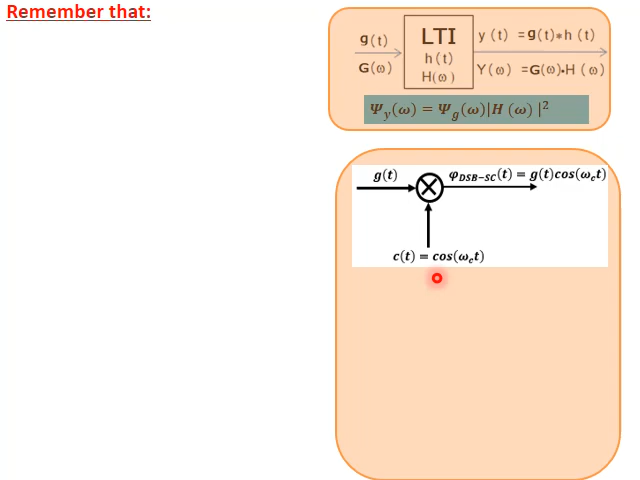 Remember that:
g(t)
G(ω)
LTI
h(t)
H(ω)
y (t) =g(t)*h (t)
Y(ω) =G(ω)•H (ω)
Ψy(ω) = Ψg(ω)|H (ω) |²
g(t)
φDSB−SC(t) = g(t)cos(ωct)
c(t) = cos(ωct)